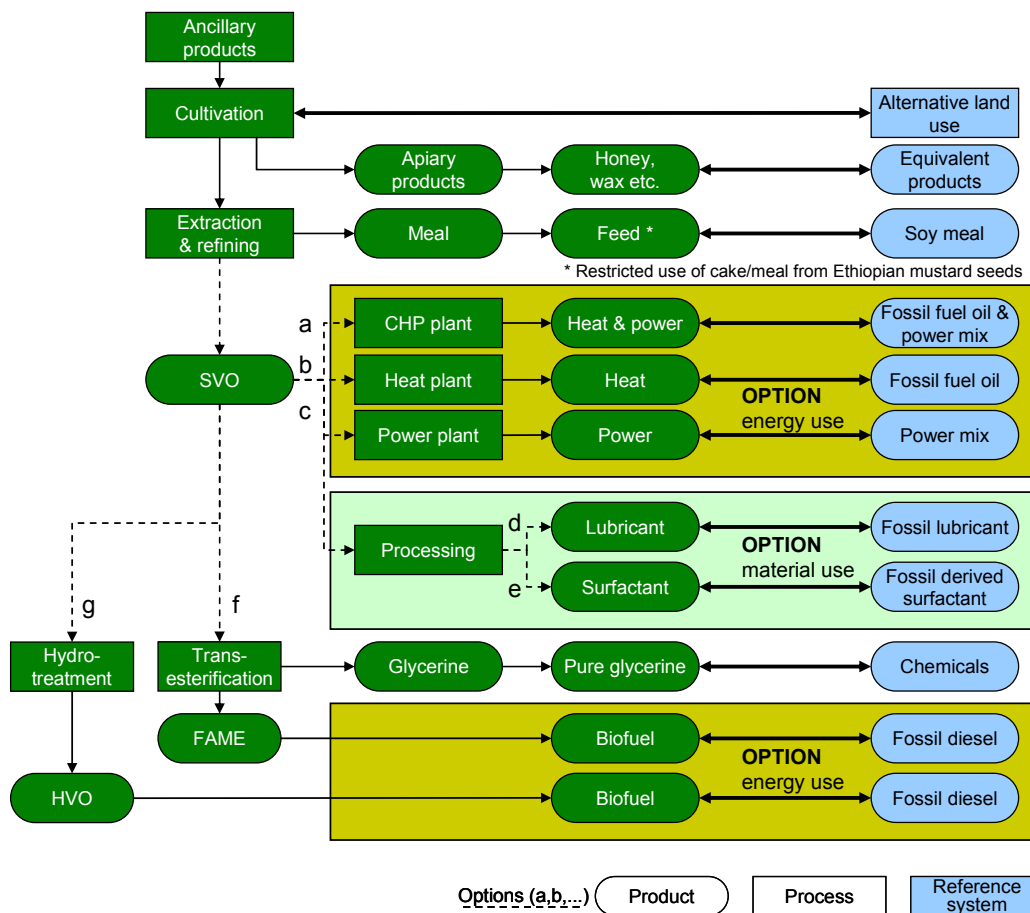 Ancillary
products
Cultivation
Alternative land
use
Apiary
products
Honey,
wax etc.
Equivalent
products
Extraction
& refining
Meal
Feed *
Soy meal
* Restricted use of cake/meal from Ethiopian mustard seeds
a
CHP plant
Heat & power
Fossil fuel oil &
power mix
SVO
b
Heat plant
Heat
Fossil fuel oil
OPTION
energy use
c
Power plant
Power
Power mix
Processing
d
Lubricant
Fossil lubricant
OPTION
material use
e
Surfactant
Fossil derived
surfactant
g
f
Hydro-
treatment
Trans-
esterification
Glycerine
Pure glycerine
Chemicals
FAME
Biofuel
Fossil diesel
OPTION
energy use
HVO
Biofuel
Fossil diesel
Options (a,b,...)
Product
Process
Reference
system